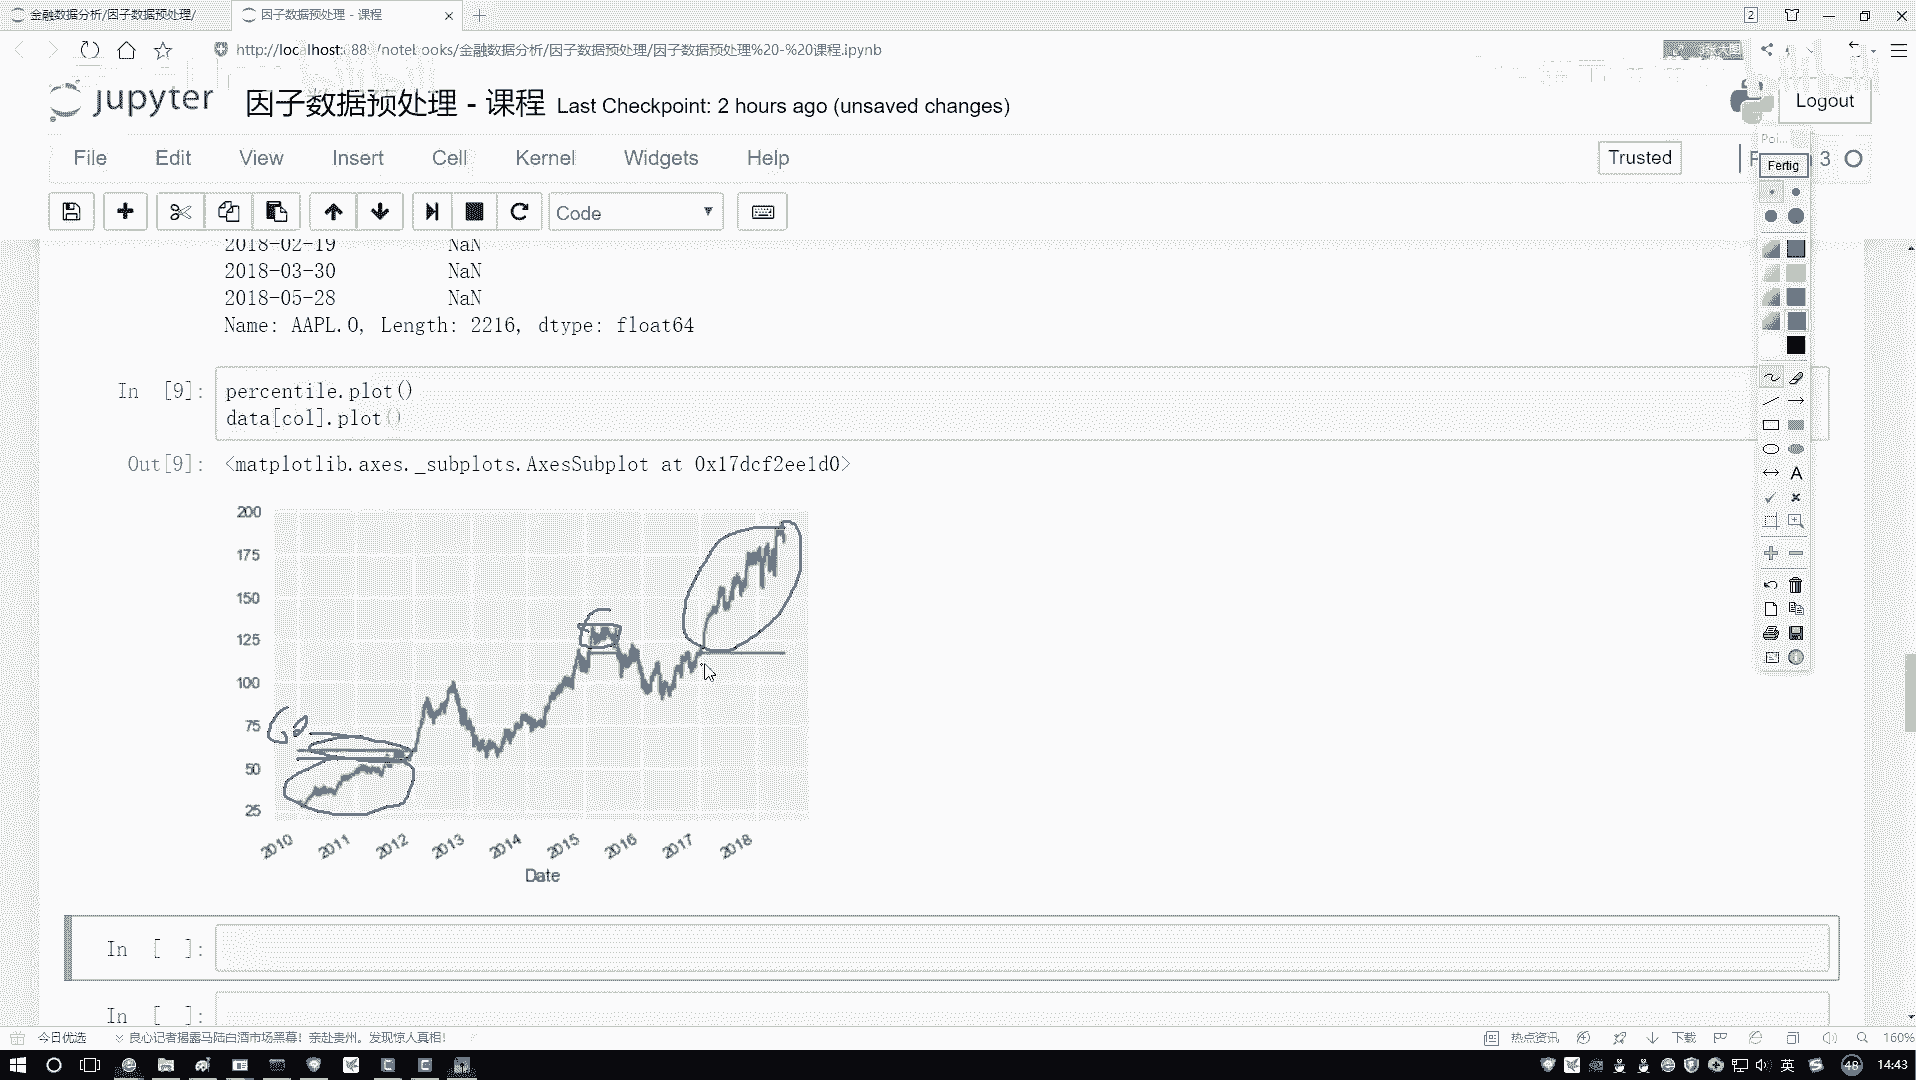 金融数据分析/因子数据预处理/
因子数据预处理 - 课程
2
http://localhost:888/notebooks/金融数据分析/因子数据预处理/因子数据预处理%20-%20课程.ipynb
jupyter 因子数据预处理 - 课程 Last Checkpoint: 2 hours ago (unsaved changes)
Logout
File Edit View Insert Cell Kernel Widgets Help
Trusted
3
Fertig
Code
2018-02-19 NaN
2018-03-30 NaN
2018-05-28 NaN
Name: AAPL.O, Length: 2216, dtype: float64
In [9]:
percentile.plot()
data[col].plot()
Out[9]: <matplotlib.axes._subplots.AxesSubplot at 0x17dcf2ee1d0>
200
175
150
125
100
75
50
25
60
2010 2011 2012 2013 2014 2015 2016 2017 2018
Date
In [ ]:
In [ ]:
今日优选
良心记者揭露马陆白酒市场黑幕！亲赴贵州。发现惊人真相！
热点资讯
下载
160%
英
48
14:43